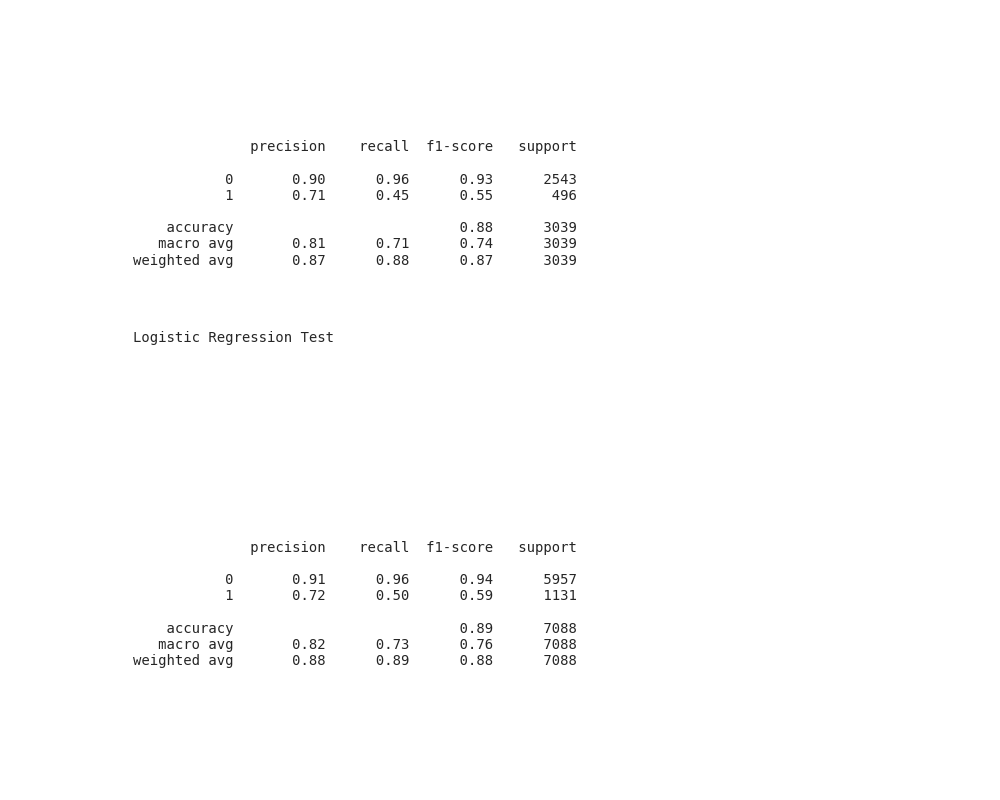 precision recall f1-score support
0 0.90 0.96 0.93 2543
1 0.71 0.45 0.55 496
accuracy 0.88 3039
macro avg 0.81 0.71 0.74 3039
weighted avg 0.87 0.88 0.87 3039
Logistic Regression Test
precision recall f1-score support
0 0.91 0.96 0.94 5957
1 0.72 0.50 0.59 1131
accuracy 0.89 7088
macro avg 0.82 0.73 0.76 7088
weighted avg 0.88 0.89 0.88 7088